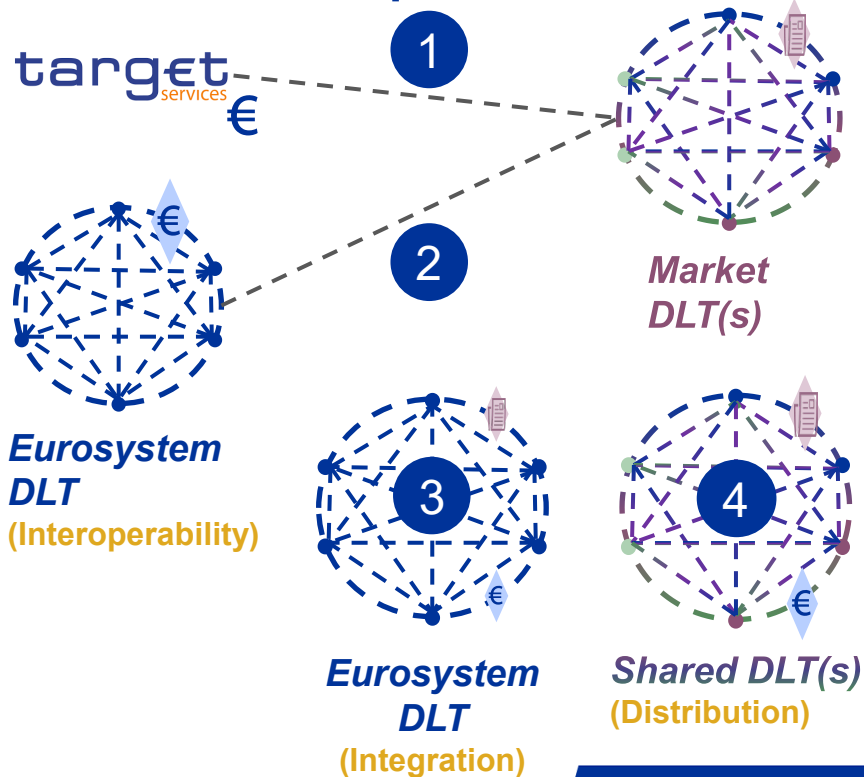 1
target
services
€
€
2
Market
DLT(s)
Eurosystem
DLT
(Interoperability)
3
€
Eurosystem
DLT
(Integration)
4
€
Shared DLT(s)
(Distribution)